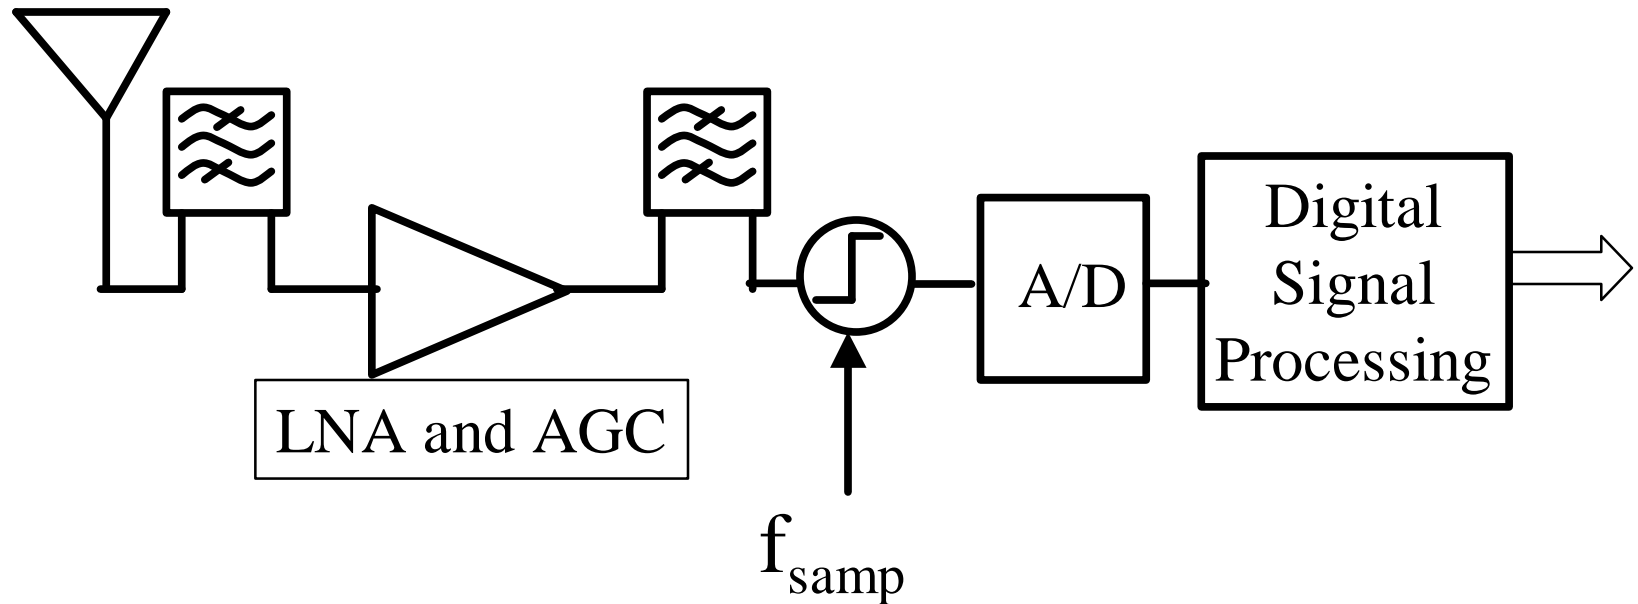 Digital
Signal
Processing
A/D
LNA and AGC
fsamp